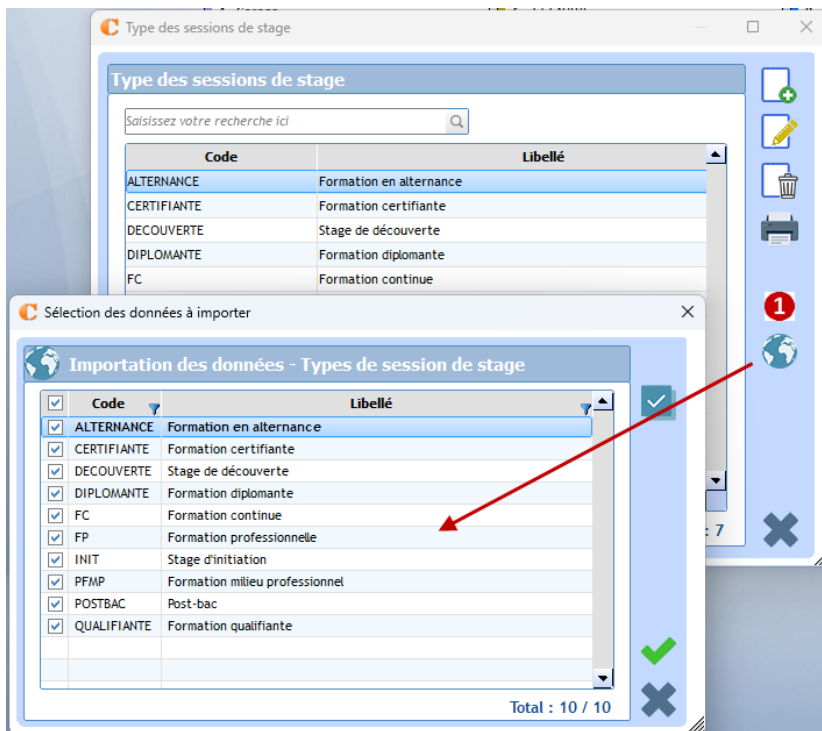 Type des sessions de stage
Type des sessions de stage
Saisissez votre recherche ici
Code Libellé
ALTERNANCE Formation en alternance
CERTIFIANTE Formation certifiante
DECOUVERTE Stage de découverte
DIPLOMANTE Formation diplomante
FC Formation continue
1
: 7
Sélection des données à importer
Importation des données - Types de session de stage
Code Libellé
ALTERNANCE Formation en alternance
CERTIFIANTE Formation certifiante
DECOUVERTE Stage de découverte
DIPLOMANTE Formation diplomante
FC Formation continue
FP Formation professionnelle
INIT Stage d'initiation
PFMP Formation milieu professionnel
POSTBAC Post-bac
QUALIFIANTE Formation qualifiante
Total : 10 / 10